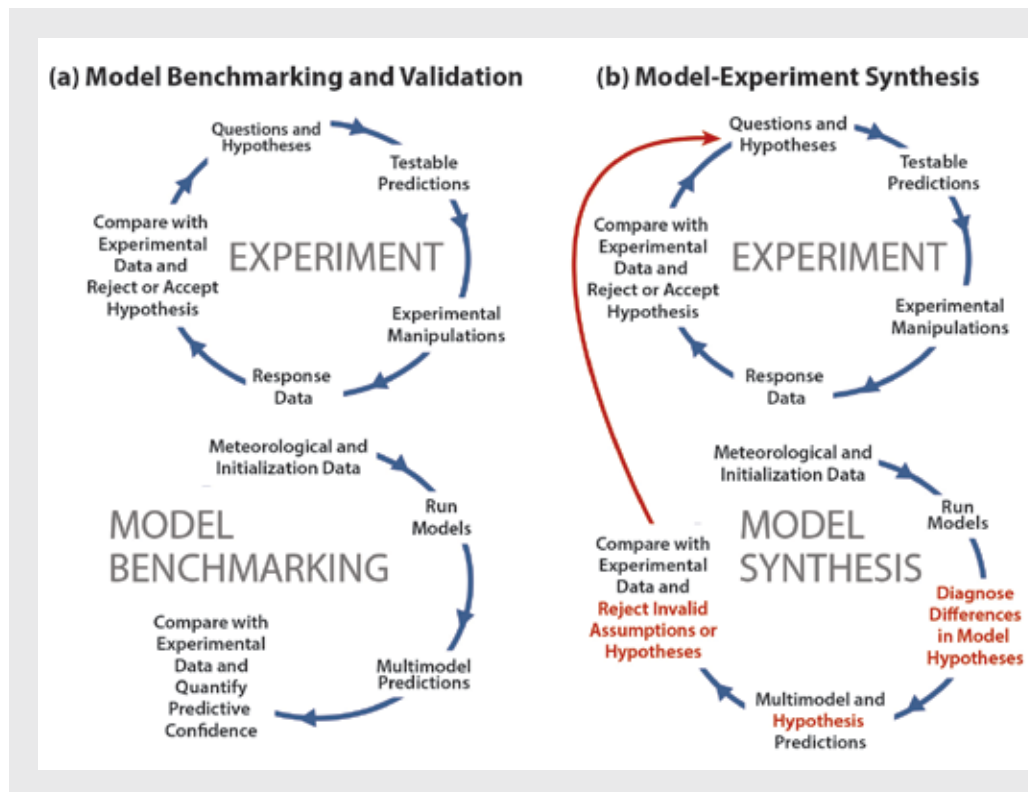 (a) Model Benchmarking and Validation
Questions and
Hypotheses
Testable
Predictions
Compare with
Experimental
Data and
Reject or Accept
Hypothesis
EXPERIMENT
Experimental
Manipulations
Response
Data
Meteorological and
Initialization Data
Run
Models
MODEL
BENCHMARKING
Compare with
Experimental
Data and
Quantify
Predictive
Confidence
Multimodel
Predictions
(b) Model-Experiment Synthesis
Questions and
Hypotheses
Testable
Predictions
Compare with
Experimental
Data and
Reject or Accept
Hypothesis
EXPERIMENT
Experimental
Manipulations
Response
Data
Meteorological and
Initialization Data
Run
Models
MODEL
SYNTHESIS
Compare with
Experimental
Data and
Reject Invalid
Assumptions or
Hypotheses
Diagnose
Differences
in Model
Hypotheses
Multimodel and
Hypothesis
Predictions